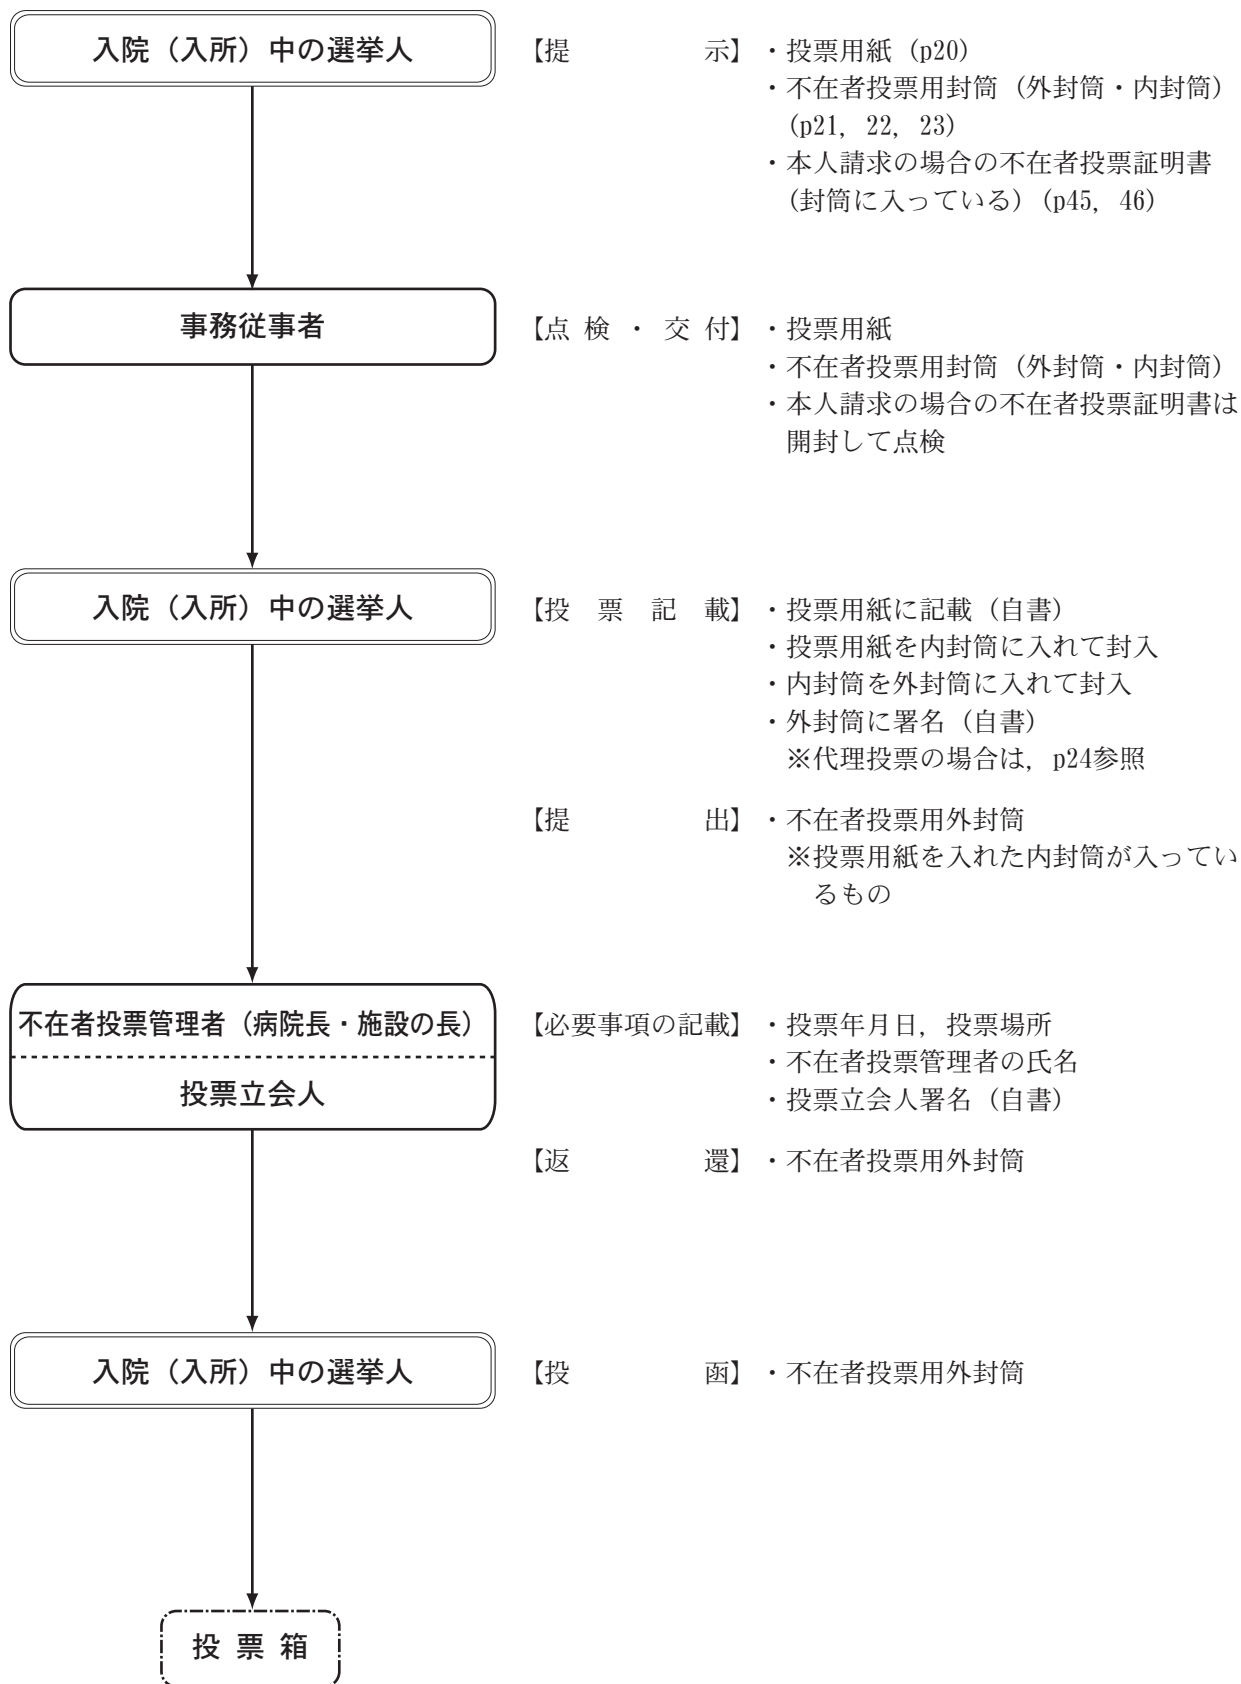 入院（入所）中の選挙人
【提　　　　示】・投票用紙（p20）
・不在者投票用封筒（外封筒・内封筒）
（p21，22，23）
・本人請求の場合の不在者投票証明書
（封筒に入っている）（p45，46）
事務従事者
【点 検 ・ 交 付】・投票用紙
・不在者投票用封筒（外封筒・内封筒）
・本人請求の場合の不在者投票証明書は
開封して点検
入院（入所）中の選挙人
【投　票　記　載】・投票用紙に記載（自書）
・投票用紙を内封筒に入れて封入
・内封筒を外封筒に入れて封入
・外封筒に署名（自書）
※代理投票の場合は，p24参照
【提　　　　出】・不在者投票用外封筒
※投票用紙を入れた内封筒が入ってい
るもの
不在者投票管理者（病院長・施設の長）
投票立会人
【必要事項の記載】・投票年月日，投票場所
・不在者投票管理者の氏名
・投票立会人署名（自書）
【返　　　　還】・不在者投票用外封筒
入院（入所）中の選挙人
【投　　　　函】・不在者投票用外封筒
投 票 箱